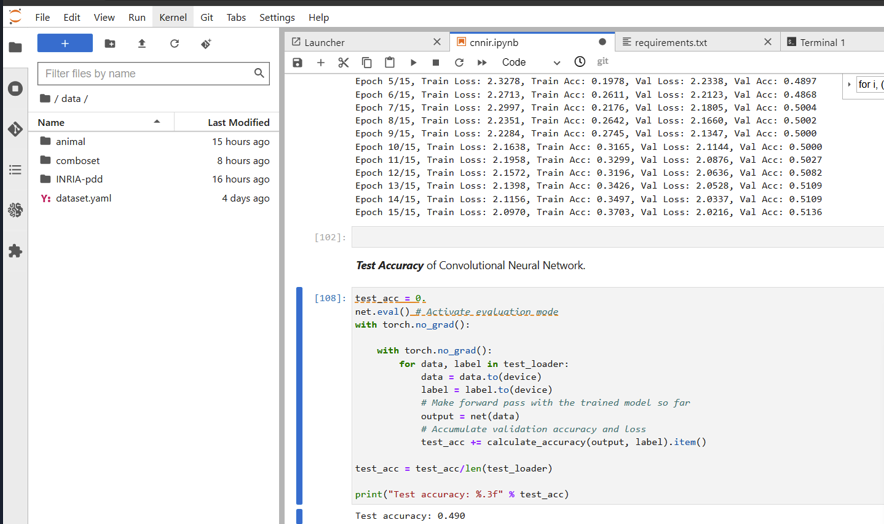 File Edit View Run Kernel Git Tabs Settings Help
+
Filter files by name
/ data /
Name Last Modified
animal 15 hours ago
comboset 8 hours ago
INRIA-pdd 16 hours ago
Y: dataset.yaml 4 days ago
Launcher × cnnir.ipynb requirements.txt × Terminal 1
Code git
Epoch 5/15, Train Loss: 2.3278, Train Acc: 0.1978, Val Loss: 2.2338, Val Acc: 0.4897
Epoch 6/15, Train Loss: 2.2713, Train Acc: 0.2611, Val Loss: 2.2123, Val Acc: 0.4868
Epoch 7/15, Train Loss: 2.2997, Train Acc: 0.2176, Val Loss: 2.1805, Val Acc: 0.5004
Epoch 8/15, Train Loss: 2.2351, Train Acc: 0.2642, Val Loss: 2.1660, Val Acc: 0.5002
Epoch 9/15, Train Loss: 2.2284, Train Acc: 0.2745, Val Loss: 2.1347, Val Acc: 0.5000
Epoch 10/15, Train Loss: 2.1638, Train Acc: 0.3165, Val Loss: 2.1144, Val Acc: 0.5000
Epoch 11/15, Train Loss: 2.1958, Train Acc: 0.3299, Val Loss: 2.0876, Val Acc: 0.5027
Epoch 12/15, Train Loss: 2.1572, Train Acc: 0.3196, Val Loss: 2.0636, Val Acc: 0.5082
Epoch 13/15, Train Loss: 2.1398, Train Acc: 0.3426, Val Loss: 2.0528, Val Acc: 0.5109
Epoch 14/15, Train Loss: 2.1156, Train Acc: 0.3497, Val Loss: 2.0337, Val Acc: 0.5109
Epoch 15/15, Train Loss: 2.0970, Train Acc: 0.3703, Val Loss: 2.0216, Val Acc: 0.5136
for i, (
[102]:
Test Accuracy of Convolutional Neural Network.
[108]: test_acc = 0.
net.eval() # Activate evaluation mode
with torch.no_grad():
with torch.no_grad():
for data, label in test_loader:
data = data.to(device)
label = label.to(device)
# Make forward pass with the trained model so far
output = net(data)
# Accumulate validation accuracy and loss
test_acc += calculate_accuracy(output, label).item()
test_acc = test_acc/len(test_loader)
print("Test accuracy: %.3f" % test_acc)
Test accuracy: 0.490